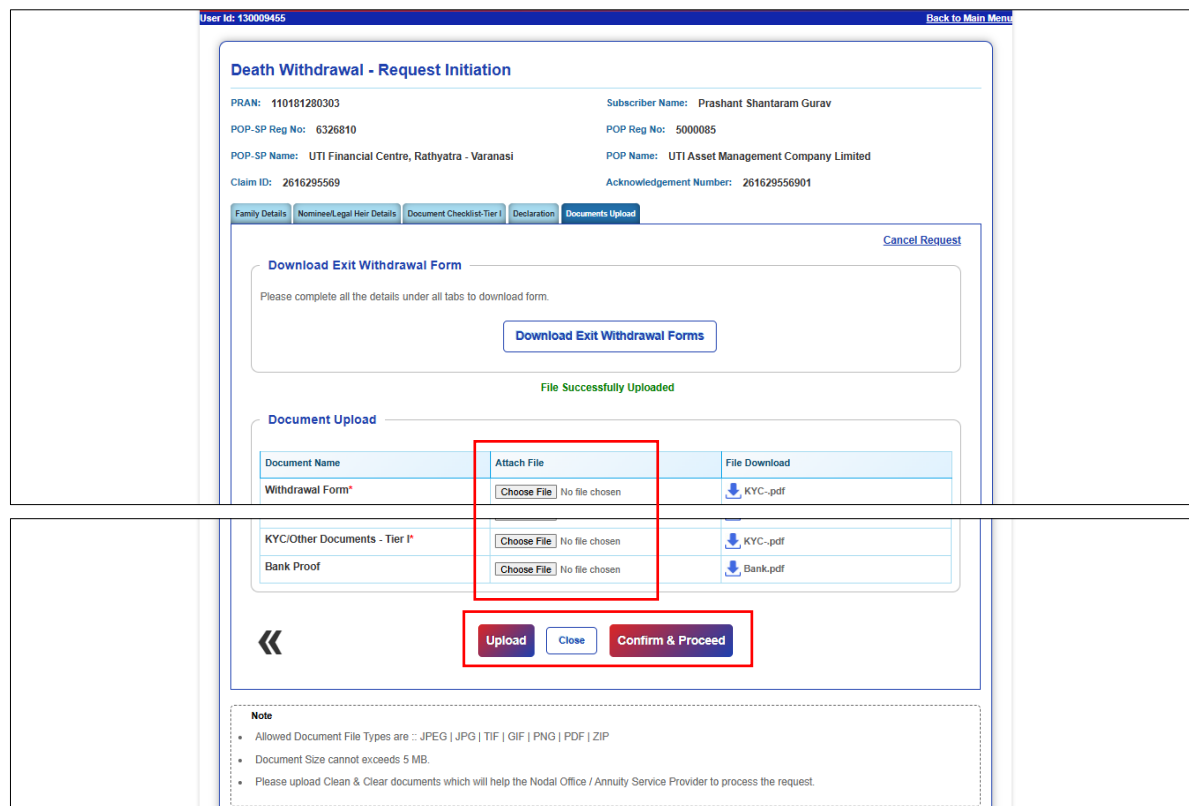 User Id: 130009455 Back to Main Menu
Death Withdrawal - Request Initiation
PRAN: 110181280303 Subscriber Name: Prashant Shantaram Gurav
POP-SP Reg No: 6326810 POP Reg No: 5000085
POP-SP Name: UTI Financial Centre, Rathyatra - Varanasi POP Name: UTI Asset Management Company Limited
Claim ID: 2616295569 Acknowledgement Number: 261629556901
Family Details Nominee/Legal Heir Details Document Checklist-Tier I Declaration Documents Upload
Cancel Request
Download Exit Withdrawal Form
Please complete all the details under all tabs to download form.
Download Exit Withdrawal Forms
File Successfully Uploaded
Document Upload
Document Name Attach File File Download
Withdrawal Form* Choose File No file chosen KYC-.pdf
KYC/Other Documents - Tier I* Choose File No file chosen KYC-.pdf
Bank Proof Choose File No file chosen Bank.pdf
Upload Close Confirm & Proceed
Note
• Allowed Document File Types are :: JPEG | JPG | TIF | GIF | PNG | PDF | ZIP
• Document Size cannot exceeds 5 MB.
• Please upload Clean & Clear documents which will help the Nodal Office / Annuity Service Provider to process the request.